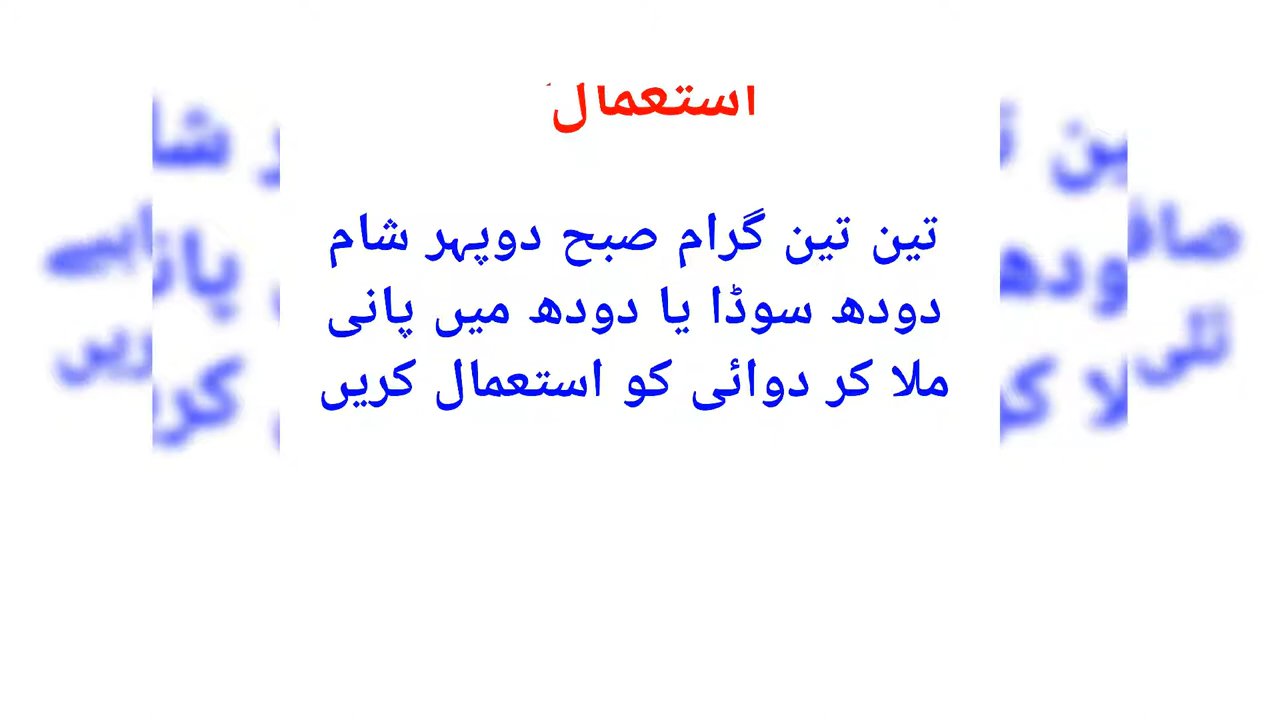 استعمال
تین تین گرام صبح دوپہر شام
دودھ سوڈا یا دودھ میں پانی
ملا کر دوائی کو استعمال کریں